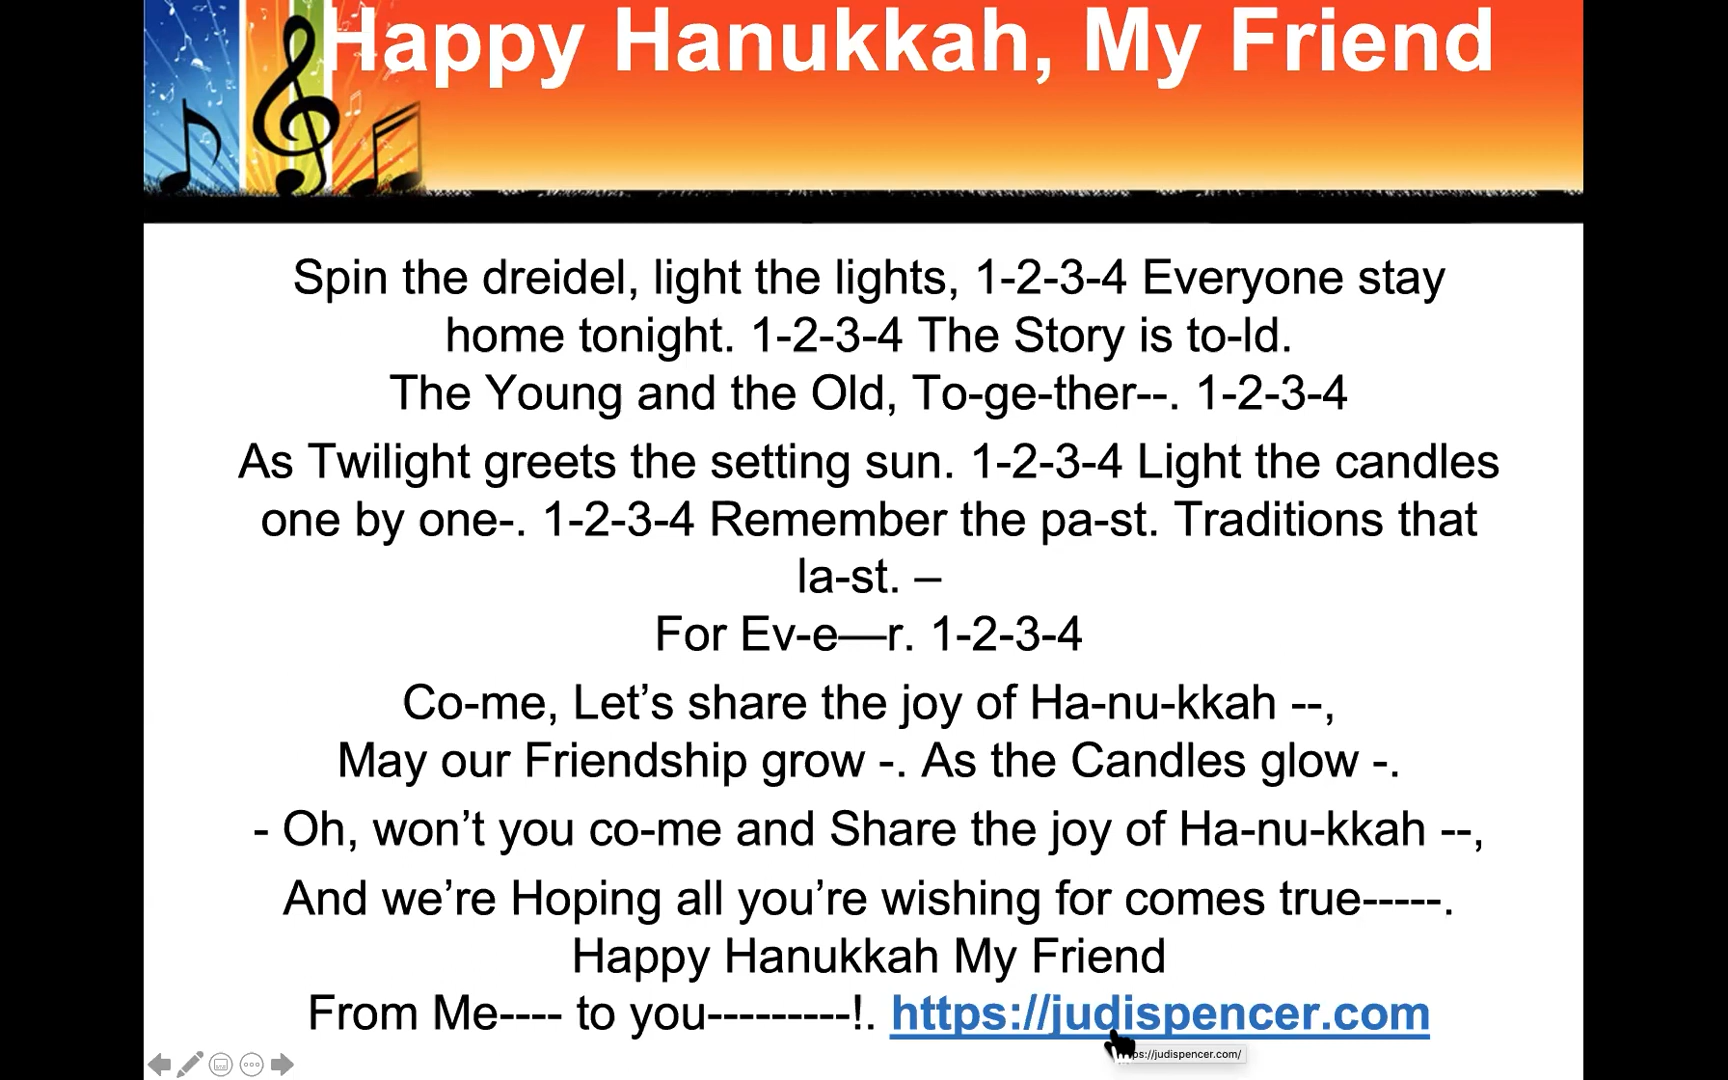 Happy Hanukkah, My Friend
Spin the dreidel, light the lights, 1-2-3-4 Everyone stay
home tonight. 1-2-3-4 The Story is to-ld.
The Young and the Old, To-ge-ther--. 1-2-3-4
As Twilight greets the setting sun. 1-2-3-4 Light the candles
one by one-. 1-2-3-4 Remember the pa-st. Traditions that
la-st. –
For Ev-e—r. 1-2-3-4
Co-me, Let’s share the joy of Ha-nu-kkah --,
May our Friendship grow -. As the Candles glow -.
- Oh, won’t you co-me and Share the joy of Ha-nu-kkah --,
And we’re Hoping all you’re wishing for comes true-----.
Happy Hanukkah My Friend
From Me---- to you---------!. https://judispencer.com
ps://judispencer.com/